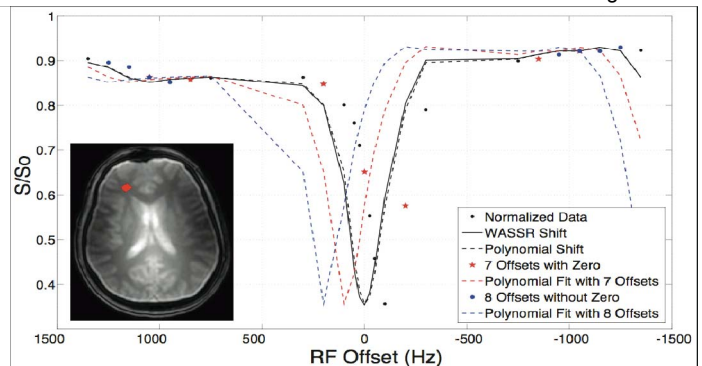 1
0.9
0.8
0.7
0.6
0.5
0.4
S/So
1500 1000 500 0 -500 -1000 -1500
RF Offset (Hz)
Normalized Data
WASSR Shift
Polynomial Shift
7 Offsets with Zero
Polynomial Fit with 7 Offsets
8 Offsets without Zero
Polynomial Fit with 8 Offsets